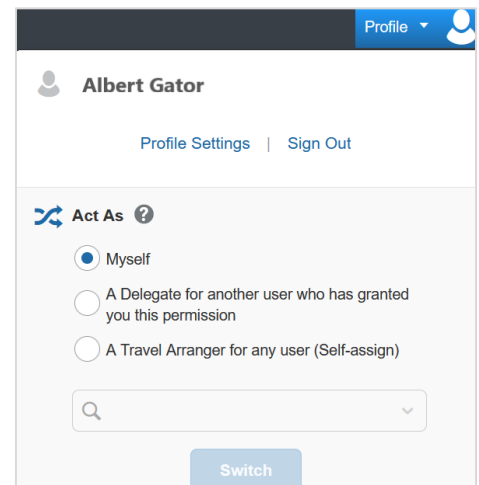 Profile
Albert Gator
Profile Settings | Sign Out
Act As ?
Myself
A Delegate for another user who has granted
you this permission
A Travel Arranger for any user (Self-assign)
Switch